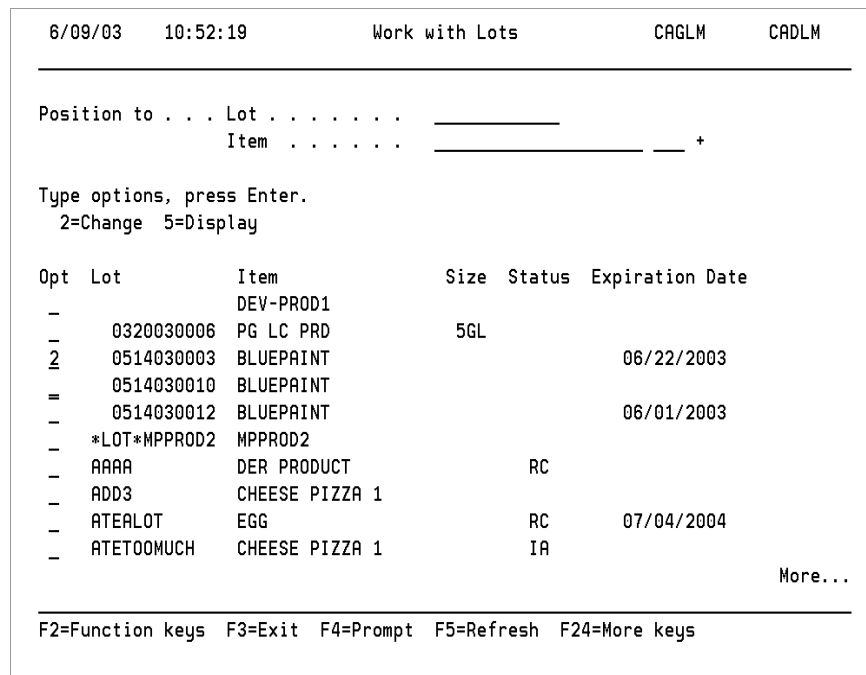 6/09/03 10:52:19 Work with Lots CAGLM CADLM
Position to . . . Lot . . . . . . . ____________
Item . . . . . . ____________________ ___ +
Type options, press Enter.
2=Change 5=Display
Opt Lot Item Size Status Expiration Date
_ DEV-PROD1
_ 0320030006 PG LC PRD 5GL
2 0514030003 BLUEPAINT 06/22/2003
_ 0514030010 BLUEPAINT
_ 0514030012 BLUEPAINT 06/01/2003
_ *LOT*MPPROD2 MPPROD2
_ AAAA DER PRODUCT RC
_ ADD3 CHEESE PIZZA 1
_ ATEALOT EGG RC 07/04/2004
_ ATETOOMUCH CHEESE PIZZA 1 IA
More...
F2=Function keys F3=Exit F4=Prompt F5=Refresh F24=More keys